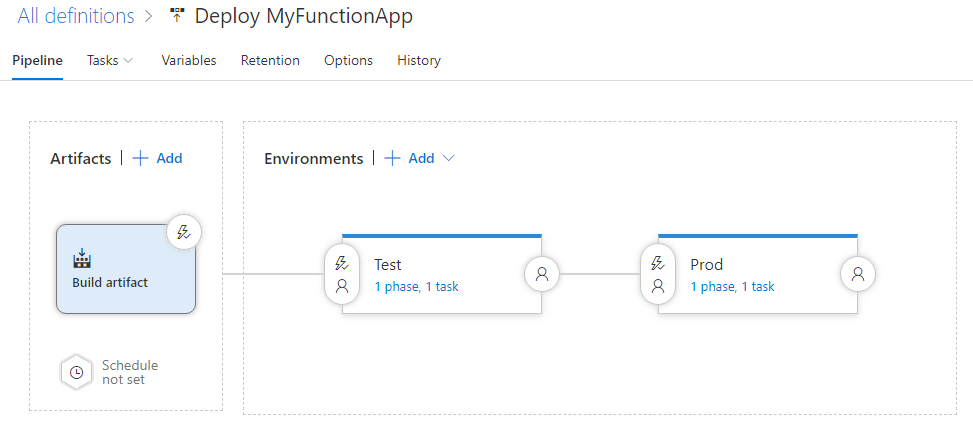 All definitions > Deploy MyFunctionApp
Pipeline Tasks Variables Retention Options History
Artifacts | + Add
Environments | + Add
Build artifact
Test
1 phase, 1 task
Prod
1 phase, 1 task
Schedule
not set